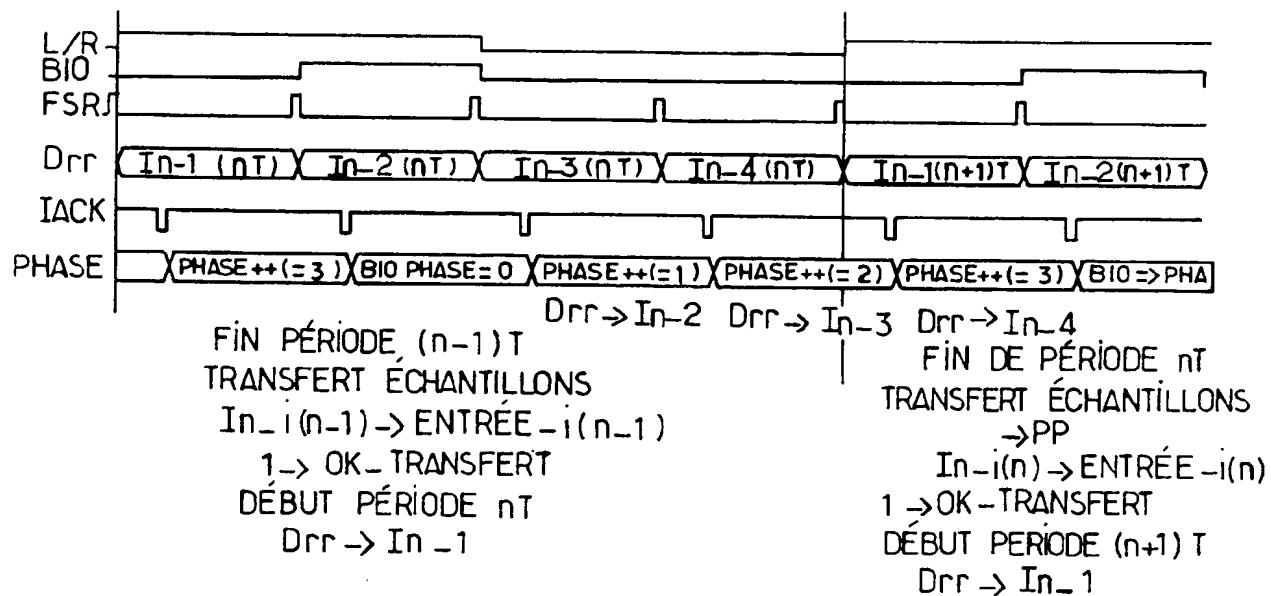 L/R
BIO
FSR
Drr In-1 (nT) In-2 (nT) In-3 (nT) In-4 (nT) In-1(n+1)T In-2(n+1)T
IACK
PHASE PHASE++(=3) BIO PHASE=0 PHASE++(=1) PHASE++(=2) PHASE++(=3) BIO=>PHA
Drr→In-2 Drr→In-3 Drr→In-4
FIN PÉRIODE (n-1)T
TRANSFERT ÉCHANTILLONS
In-i(n-1)→ENTRÉE-i(n-1)
1→ OK-TRANSFERT
DÉBUT PÉRIODE nT
Drr→In-1
FIN DE PÉRIODE nT
TRANSFERT ÉCHANTILLONS
→PP
In-i(n)→ENTRÉE-i(n)
1→OK-TRANSFERT
DÉBUT PERIODE (n+1)T
Drr→In-1